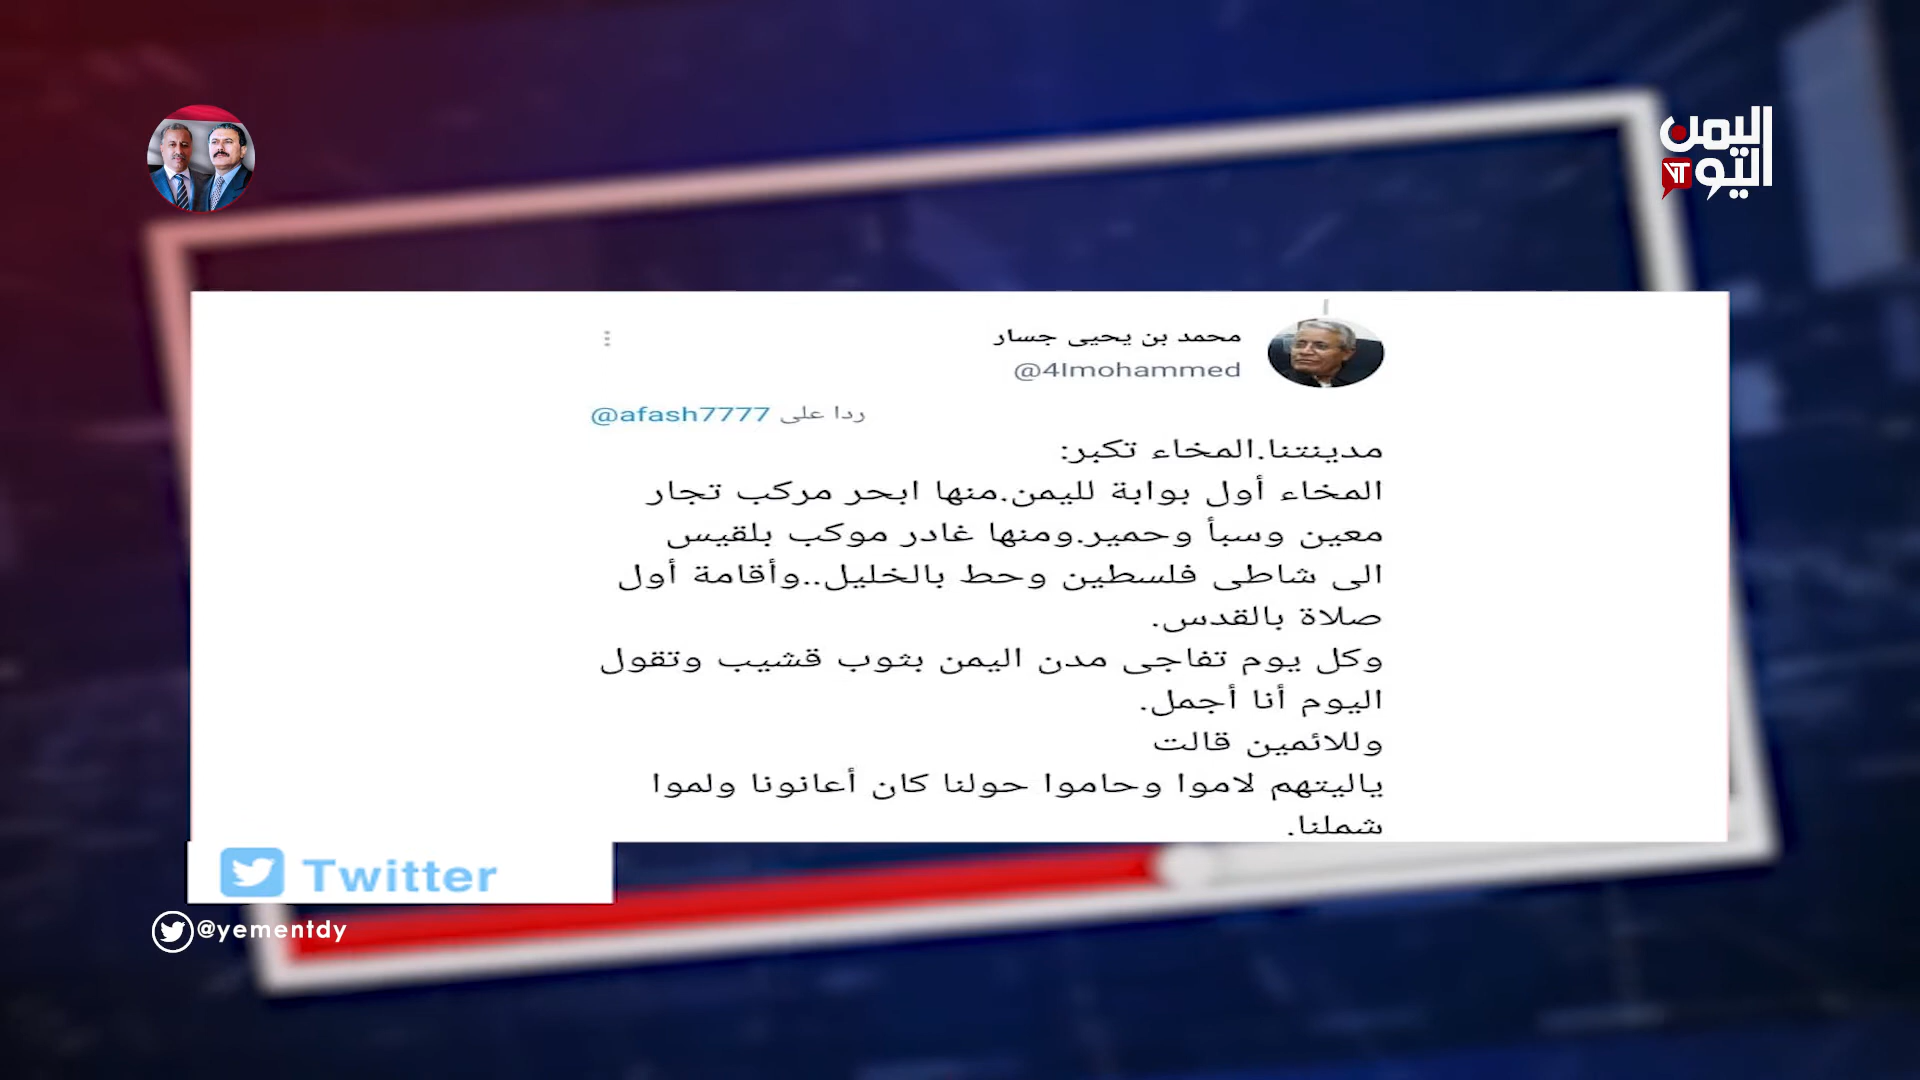 اليمن
اليوم
YT
محمد بن يحيى جسار
@4lmohammed
ردا على @afash7777
مدينتنا.المخاء تكبر:
المخاء أول بوابة لليمن.منها ابحر مركب تجار
معين وسبأ وحمير.ومنها غادر موكب بلقيس
الى شاطى فلسطين وحط بالخليل..وأقامة أول
صلاة بالقدس.
وكل يوم تفاجى مدن اليمن بثوب قشيب وتقول
اليوم أنا أجمل.
وللائمين قالت
ياليتهم لاموا وحاموا حولنا كان أعانونا ولموا
شملنا.
Twitter
@yementdy